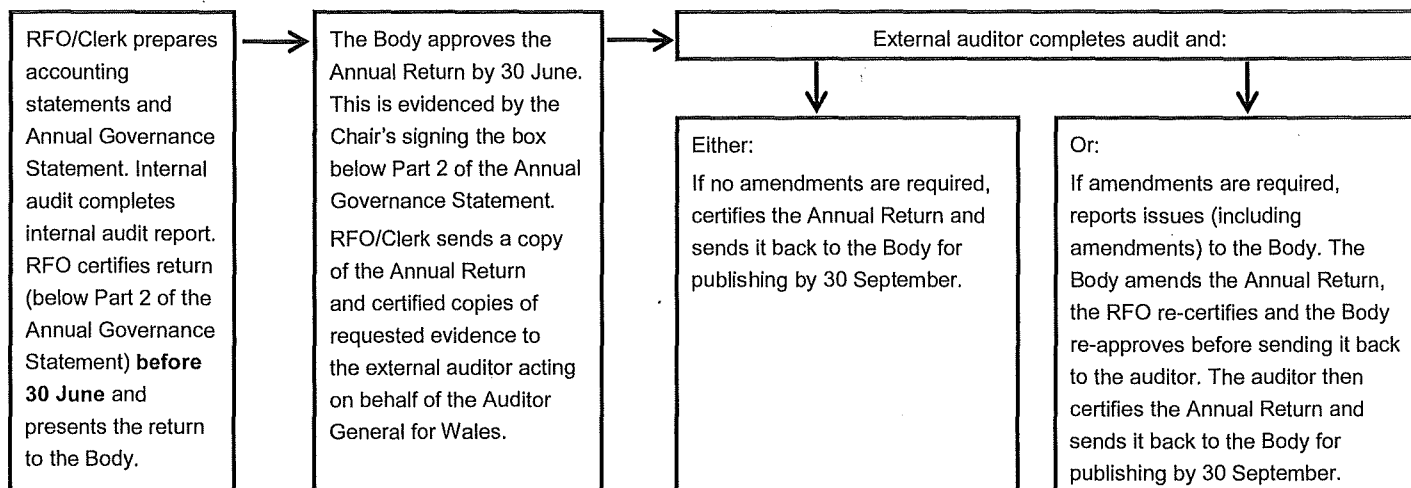 RFO/Clerk prepares
accounting
statements and
Annual Governance
Statement. Internal
audit completes
internal audit report.
RFO certifies return
(below Part 2 of the
Annual Governance
Statement) before
30 June and
presents the return
to the Body.
The Body approves the
Annual Return by 30 June.
This is evidenced by the
Chair's signing the box
below Part 2 of the Annual
Governance Statement.
RFO/Clerk sends a copy
of the Annual Return
and certified copies of
requested evidence to
the external auditor acting
on behalf of the Auditor
General for Wales.
External auditor completes audit and:
Either:
If no amendments are required,
certifies the Annual Return and
sends it back to the Body for
publishing by 30 September.
Or:
If amendments are required,
reports issues (including
amendments) to the Body. The
Body amends the Annual Return,
the RFO re-certifies and the Body
re-approves before sending it back
to the auditor. The auditor then
certifies the Annual Return and
sends it back to the Body for
publishing by 30 September.